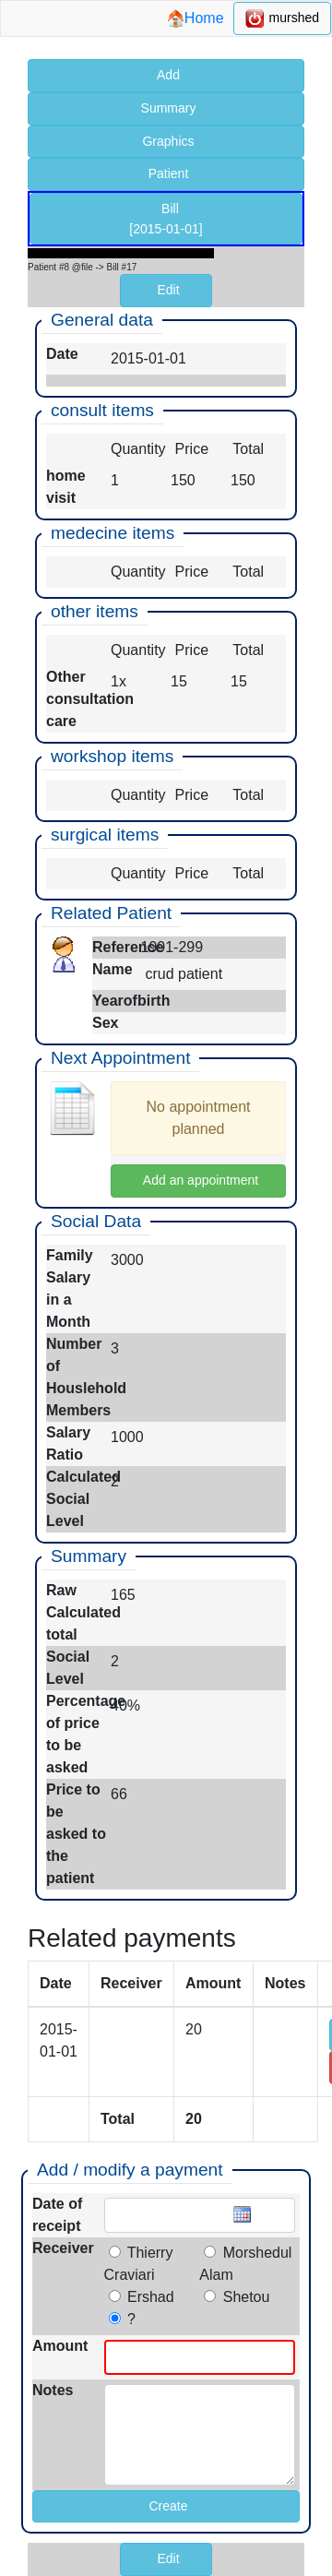 Home murshed
Add
Summary
Graphics
Patient
Bill
[2015-01-01]
Patient #8 @file -> Bill #17
Edit
General data
Date 2015-01-01
consult items
Quantity Price Total
home visit 1 150 150
medecine items
Quantity Price Total
other items
Quantity Price Total
Other consultation care 1x 15 15
workshop items
Quantity Price Total
surgical items
Quantity Price Total
Related Patient
Reference 1991-299
Name crud patient
Yearofbirth
Sex
Next Appointment
No appointment
planned
Add an appointment
Social Data
Family Salary in a Month 3000
Number of Houslehold Members 3
Salary Ratio 1000
Calculated Social Level 2
Summary
Raw Calculated total 165
Social Level 2
Percentage of price to be asked 40%
Price to be asked to the patient 66
Related payments
Date Receiver Amount Notes
2015-01-01 20
Total 20
Add / modify a payment
Date of receipt
Receiver Thierry Craviari Morshedul Alam
Ershad Shetou
?
Amount
Notes
Create
Edit